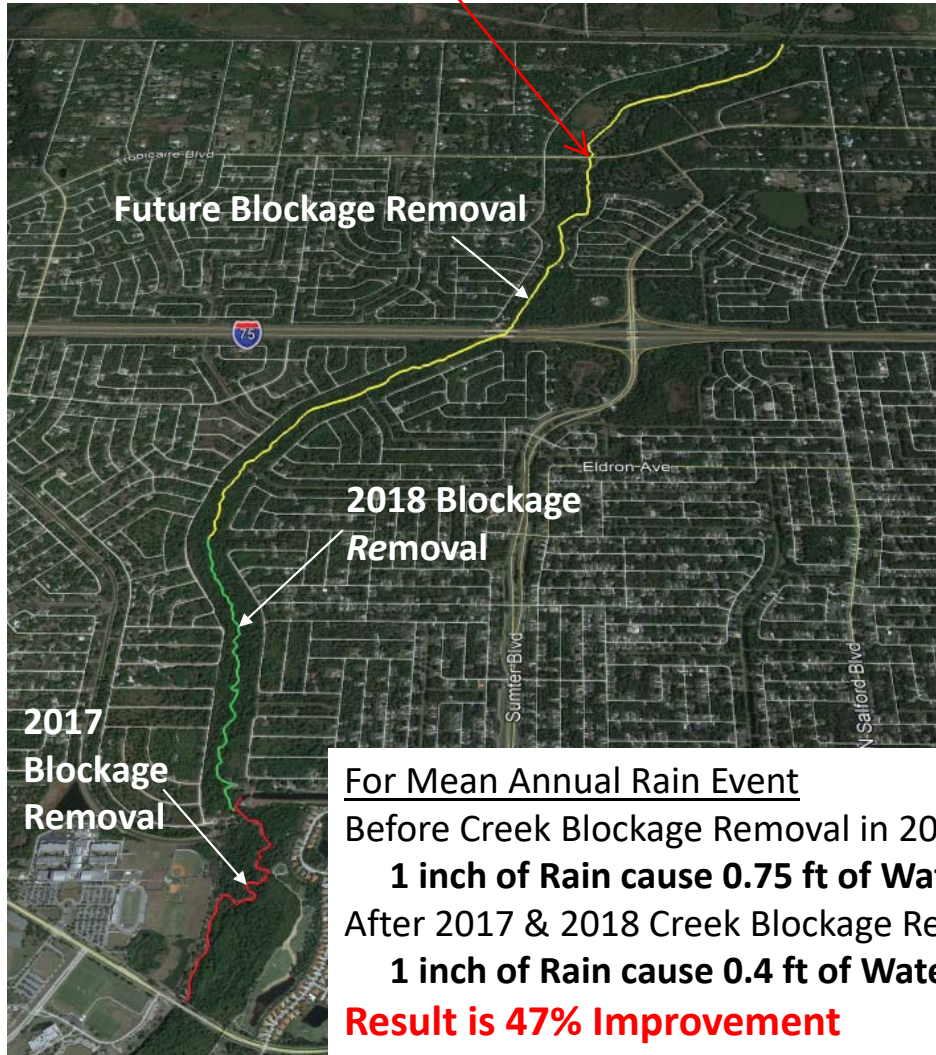 Tropicaire Blvd
Future Blockage Removal
75
Eldron Ave
2018 Blockage
Removal
Sumter Blvd
N Salford Blvd
2017
Blockage
Removal
For Mean Annual Rain Event
Before Creek Blockage Removal in 20
1 inch of Rain cause 0.75 ft of Wa
After 2017 & 2018 Creek Blockage Re
1 inch of Rain cause 0.4 ft of Wate
Result is 47% Improvement